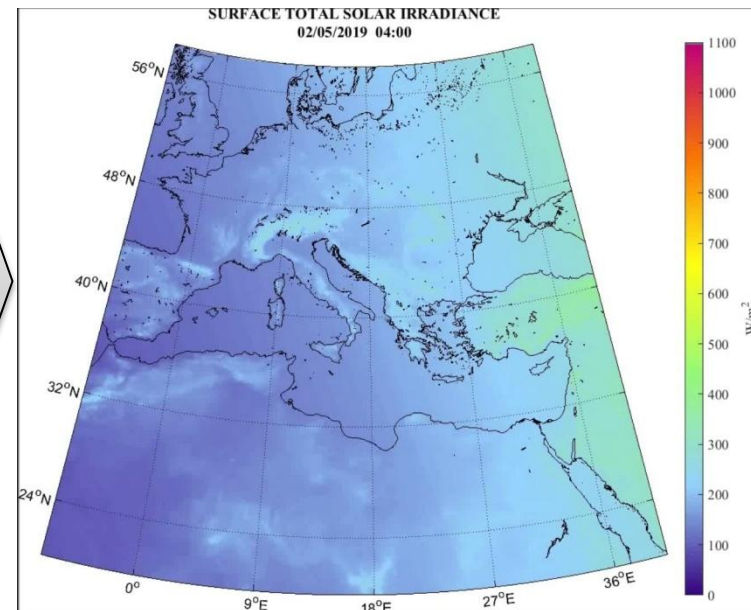 SURFACE TOTAL SOLAR IRRADIANCE
02/05/2019 04:00
56°N
48°N
40°N
32°N
24°N
0°
9°E
18°E
27°E
36°E
1100
1000
900
800
700
600
500
400
300
200
100
0
W/m²